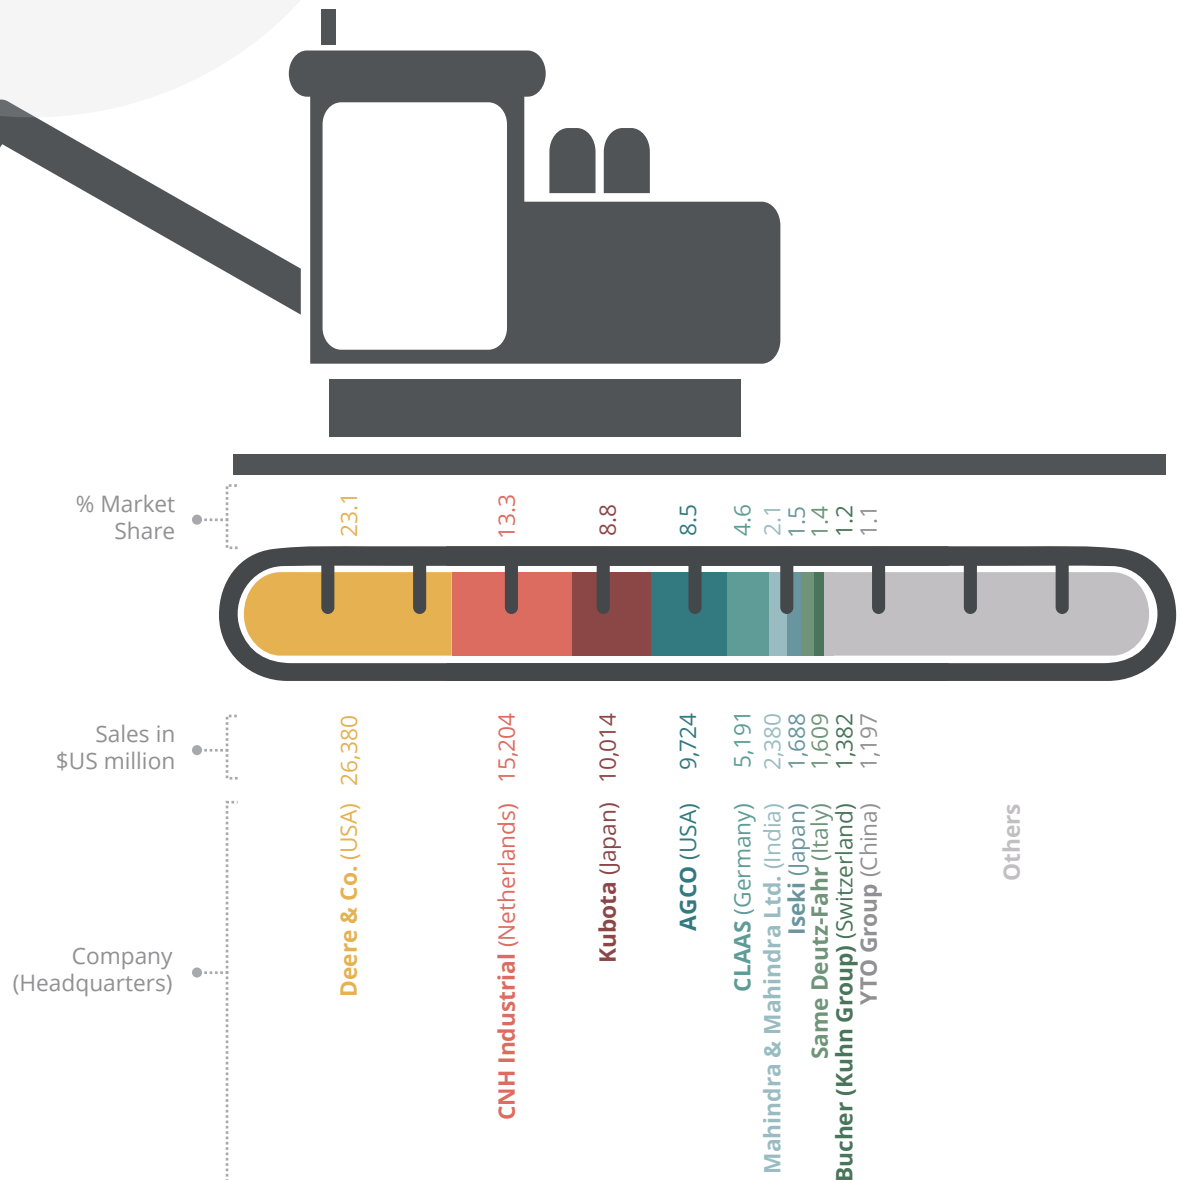 % Market
Share
23.1
13.3
8.8
8.5
4.6
2.1
1.5
1.4
1.2
1.1
Sales in
$US million
26,380
15,204
10,014
9,724
5,191
2,380
1,688
1,609
1,382
1,197
Company
(Headquarters)
Deere & Co. (USA)
CNH Industrial (Netherlands)
Kubota (Japan)
AGCO (USA)
CLAAS (Germany)
Mahindra & Mahindra Ltd. (India)
Iseki (Japan)
Same Deutz-Fahr (Italy)
Bucher (Kuhn Group) (Switzerland)
YTO Group (China)
Others